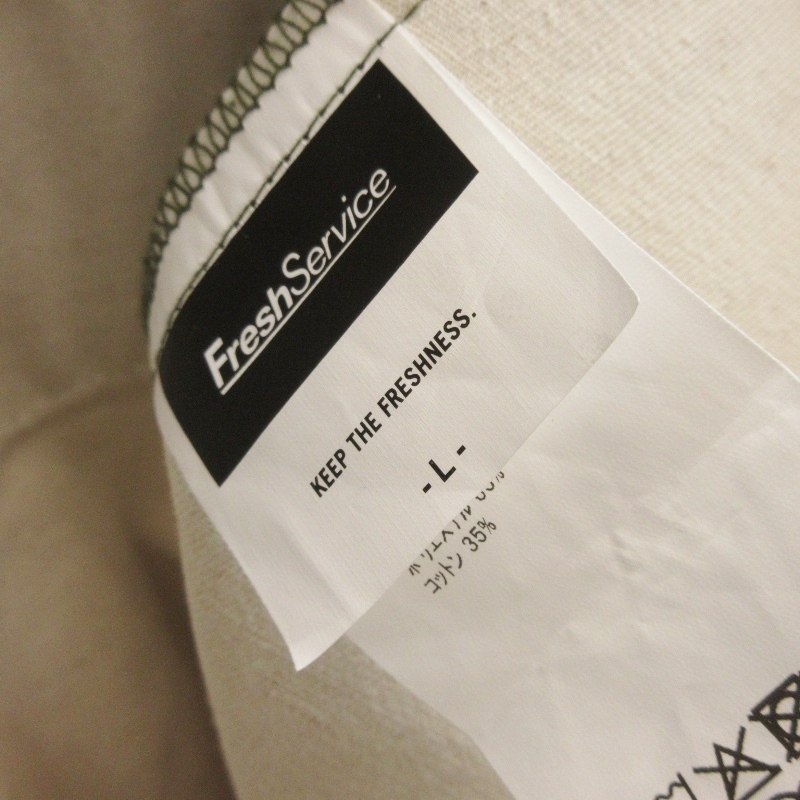 FreshService
KEEP THE FRESHNESS.
- L -
コットン 35%